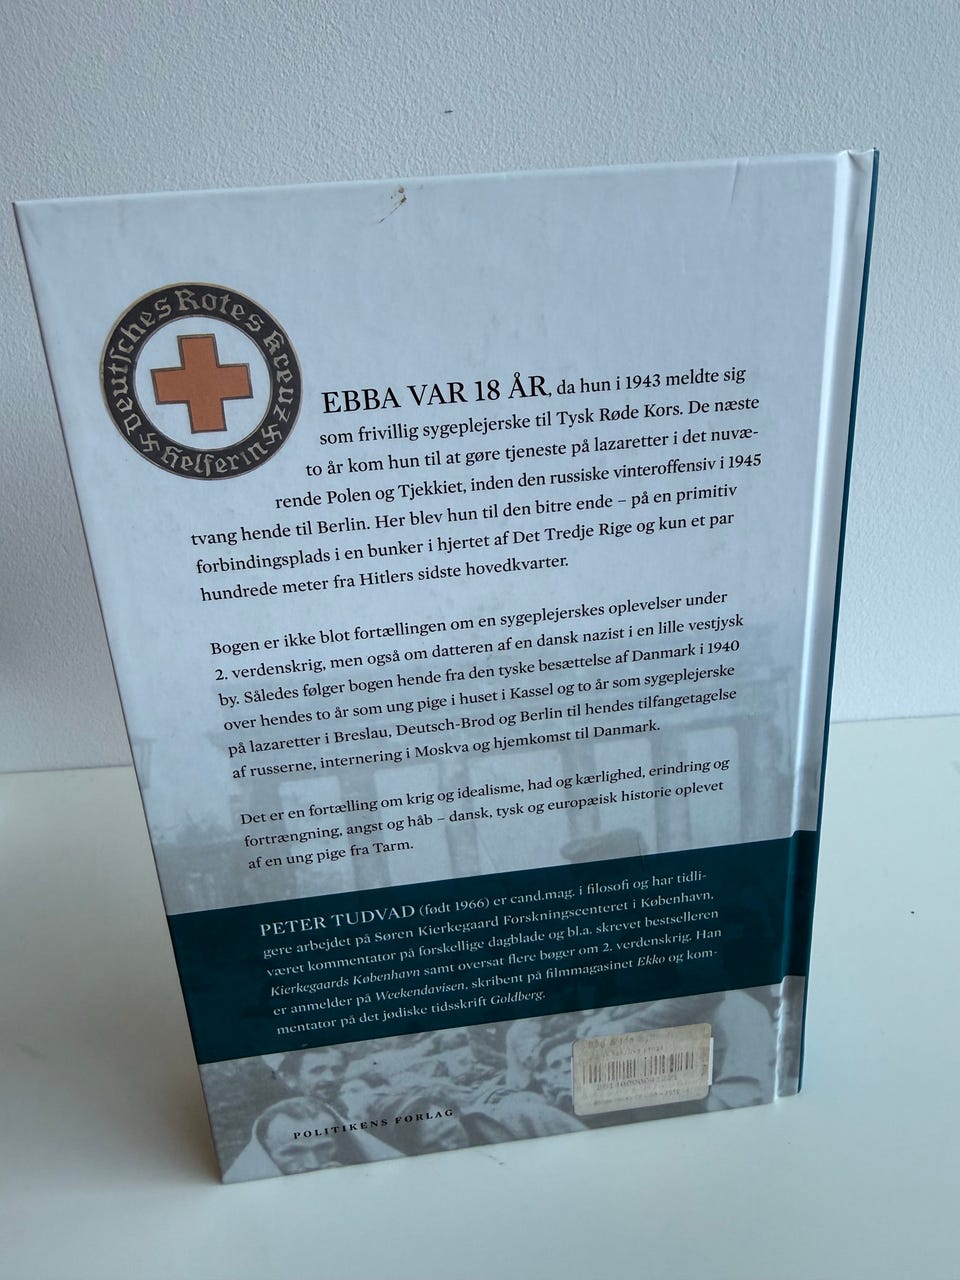 Deutsches Rotes Kreuz
Helferin
EBBA VAR 18 ÅR, da hun i 1943 meldte sig
som frivillig sygeplejerske til Tysk Røde Kors. De næste
to år kom hun til at gøre tjeneste på lazaretter i det nuvæ-
rende Polen og Tjekkiet, inden den russiske vinteroffensiv i 1945
tvang hende til Berlin. Her blev hun til den bitre ende – på en primitiv
forbindingsplads i en bunker i hjertet af Det Tredje Rige og kun et par
hundrede meter fra Hitlers sidste hovedkvarter.
Bogen er ikke blot fortællingen om en sygeplejerskes oplevelser under
2. verdenskrig, men også om datteren af en dansk nazist i en lille vestjysk
by. Således følger bogen hende fra den tyske besættelse af Danmark i 1940
over hendes to år som ung pige i huset i Kassel og to år som sygeplejerske
på lazaretter i Breslau, Deutsch-Brod og Berlin til hendes tilfangetagelse
af russerne, internering i Moskva og hjemkomst til Danmark.
Det er en fortælling om krig og idealisme, had og kærlighed, erindring og
fortrængning, angst og håb – dansk, tysk og europæisk historie oplevet
af en ung pige fra Tarm.
PETER TUDVAD (født 1966) er cand.mag. i filosofi og har tidli-
gere arbejdet på Søren Kierkegaard Forskningscenteret i København,
været kommentator på forskellige dagblade og bl.a. skrevet bestselleren
Kierkegaards København samt oversat flere bøger om 2. verdenskrig. Han
er anmelder på Weekendavisen, skribent på filmmagasinet Ekko og kom-
mentator på det jødiske tidsskrift Goldberg.
POLITIKENS FORLAG